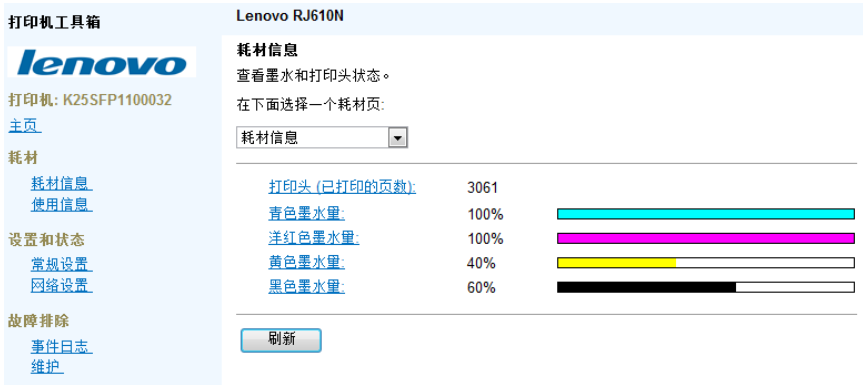 打印机工具箱
Lenovo RJ610N
lenovo
打印机: K25SFP1100032
主页
耗材
耗材信息
使用信息
设置和状态
常规设置
网络设置
故障排除
事件日志
维护
耗材信息
查看墨水和打印头状态。
在下面选择一个耗材页:
耗材信息
打印头 (已打印的页数): 3061
青色墨水量: 100%
洋红色墨水量: 100%
黄色墨水量: 40%
黑色墨水量: 60%
刷新